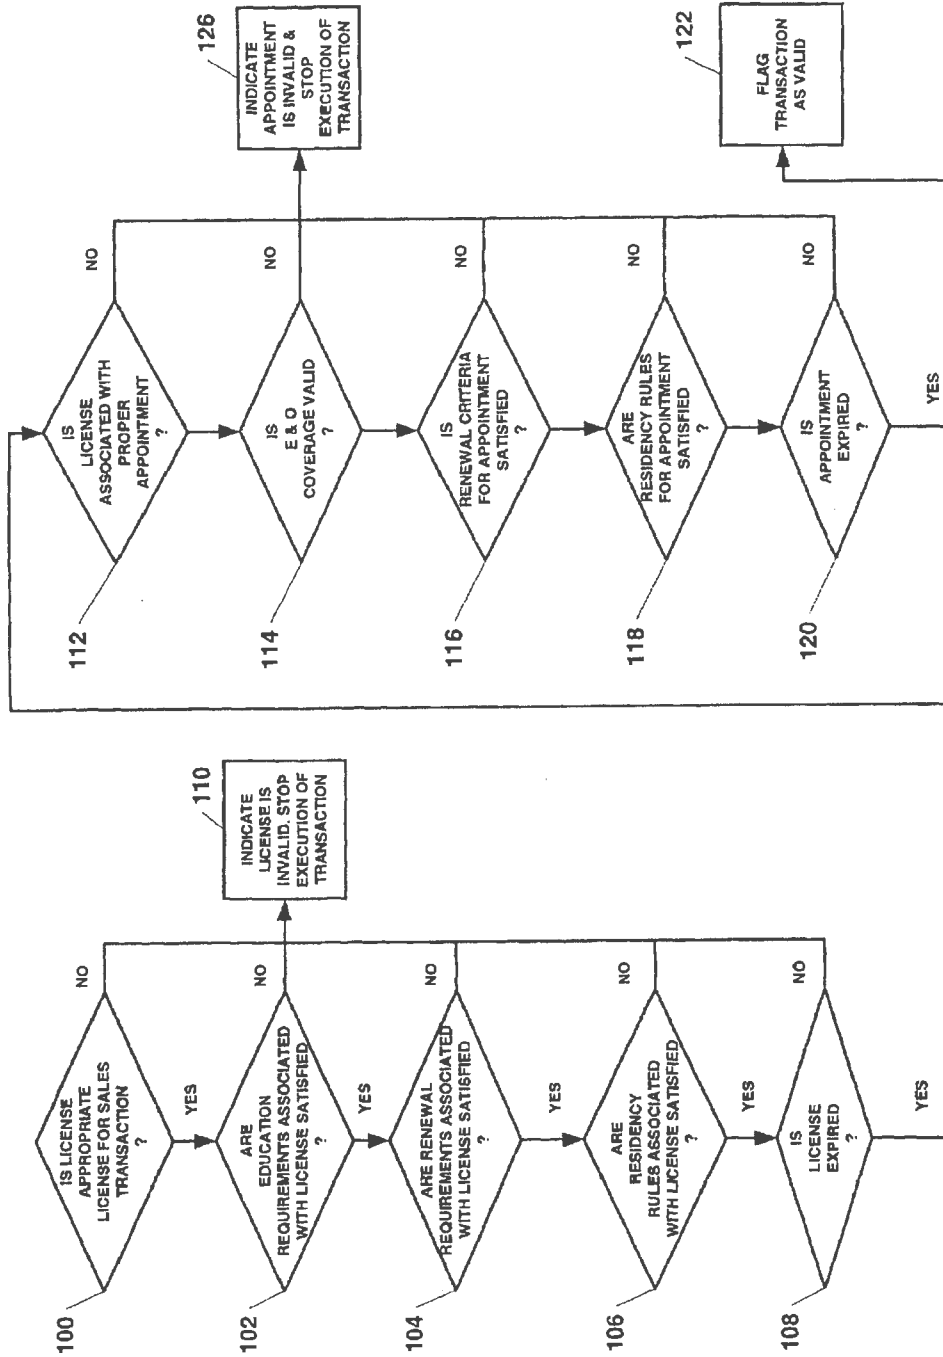 100
IS LICENSE
APPROPRIATE
LICENSE FOR SALES
TRANSACTION
?
NO
YES
102
ARE
EDUCATION
REQUIREMENTS ASSOCIATED
WITH LICENSE SATISFIED
?
NO
YES
110
INDICATE
LICENSE IS
INVALID. STOP
EXECUTION OF
TRANSACTION
104
ARE RENEWAL
REQUIREMENTS ASSOCIATED
WITH LICENSE SATISFIED
?
NO
YES
106
ARE
RESIDENCY
RULES ASSOCIATED
WITH LICENSE SATISFIED
?
NO
YES
108
IS
LICENSE
EXPIRED
?
NO
YES
112
IS
LICENSE
ASSOCIATED WITH
PROPER
APPOINTMENT
?
NO
114
IS
E & O
COVERAGE VALID
?
NO
126
INDICATE
APPOINTMENT
IS INVALID &
STOP
EXECUTION OF
TRANSACTION
116
IS
RENEWAL CRITERIA
FOR APPOINTMENT
SATISFIED
?
NO
118
ARE
RESIDENCY RULES
FOR APPOINTMENT
SATISFIED
?
NO
120
IS
APPOINTMENT
EXPIRED
?
NO
YES
122
FLAG
TRANSACTION
AS VALID